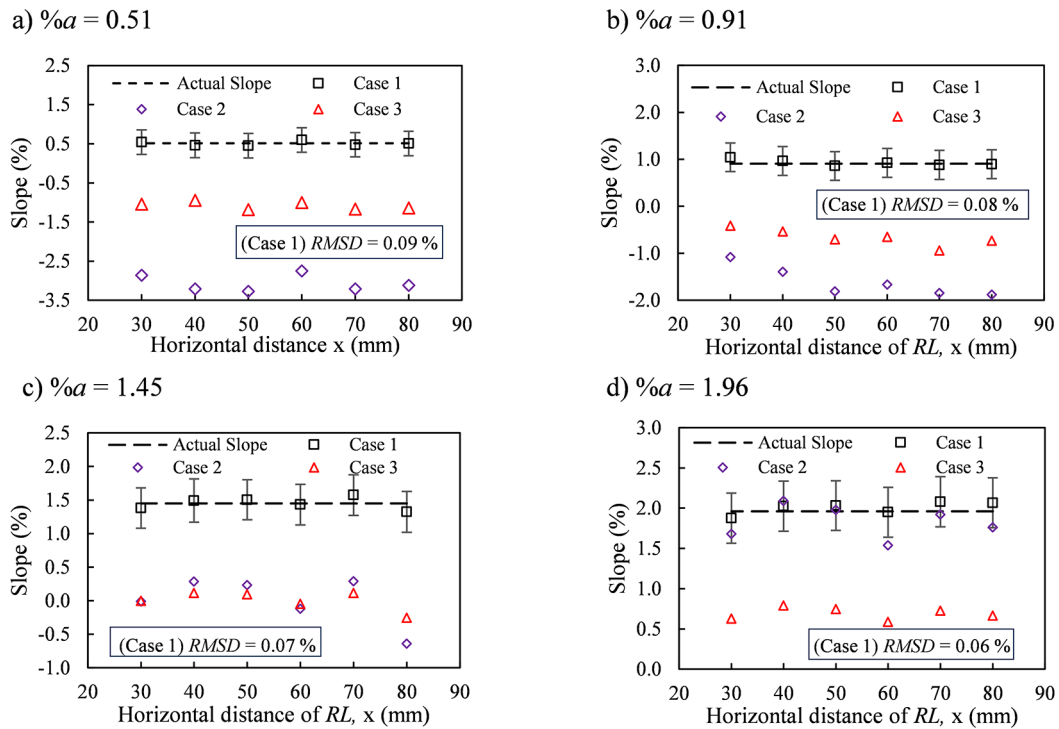 a) %a = 0.51
2.5
1.5
0.5
-0.5
-1.5
-2.5
-3.5
Slope (%)
Actual Slope
Case 1
Case 2
Case 3
(Case 1) RMSD = 0.09 %
20 30 40 50 60 70 80 90
Horizontal distance x (mm)
b) %a = 0.91
3.0
2.0
1.0
0.0
-1.0
-2.0
Slope (%)
Actual Slope
Case 1
Case 2
Case 3
(Case 1) RMSD = 0.08 %
20 30 40 50 60 70 80 90
Horizontal distance of RL, x (mm)
c) %a = 1.45
2.5
2.0
1.5
1.0
0.5
0.0
-0.5
-1.0
Slope (%)
Actual Slope
Case 1
Case 2
Case 3
(Case 1) RMSD = 0.07 %
20 30 40 50 60 70 80 90
Horizontal distance of RL, x (mm)
d) %a = 1.96
3.0
2.5
2.0
1.5
1.0
0.5
0.0
Slope (%)
Actual Slope
Case 1
Case 2
Case 3
(Case 1) RMSD = 0.06 %
20 30 40 50 60 70 80 90
Horizontal distance of RL, x (mm)